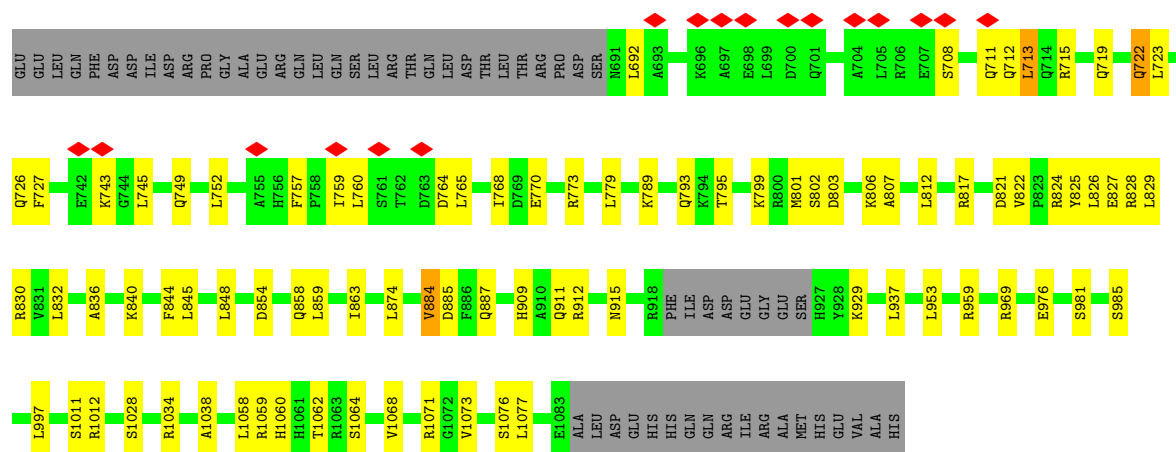 GLU GLU LEU GLN PHE ASP ASP ILE ASP ARG PRO GLY ALA GLU ARG GLN LEU GLN SER LEU ARG THR GLN LEU ASP THR LEU THR ARG PRO ASP SER N691 L692 A693 K696 A697 E698 L699 D700 Q701 A704 L705 R706 E707 S708 Q711 Q712 L713 Q714 R715 Q719 Q722 L723
Q726 F727 E742 K743 G744 L745 Q749 L752 A755 H756 F757 P758 I759 L760 S761 T762 D763 D764 L765 I768 D769 E770 R773 L779 K789 Q793 K794 T795 K799 R800 M801 S802 D803 K806 A807 L812 R817 D821 V822 P823 R824 Y825 L826 E827 R828 L829
R830 V831 L832 A836 K840 F844 L845 L848 D854 Q858 L859 I863 L874 V884 D885 F886 Q887 H909 A910 Q911 R912 N915 R918 PHE ILE ASP ASP GLU GLY GLU SER H927 Y928 K929 L937 L953 R959 R969 E976 S981 S985
L997 S1011 R1012 S1028 R1034 A1038 L1058 R1059 H1060 H1061 T1062 R1063 S1064 V1068 R1071 G1072 V1073 S1076 L1077 E1083 ALA LEU ASP GLU HIS HIS GLN GLN ARG ILE ARG ALA MET HIS GLU VAL ALA HIS